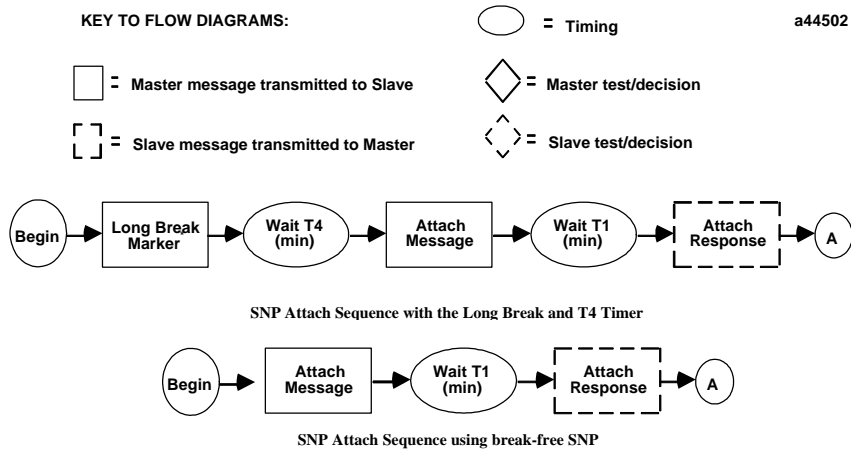 KEY TO FLOW DIAGRAMS:
= Timing
a44502
= Master message transmitted to Slave
= Master test/decision
= Slave message transmitted to Master
= Slave test/decision
Begin
Long Break
Marker
Wait T4
(min)
Attach
Message
Wait T1
(min)
Attach
Response
A
SNP Attach Sequence with the Long Break and T4 Timer
Begin
Attach
Message
Wait T1
(min)
Attach
Response
A
SNP Attach Sequence using break-free SNP